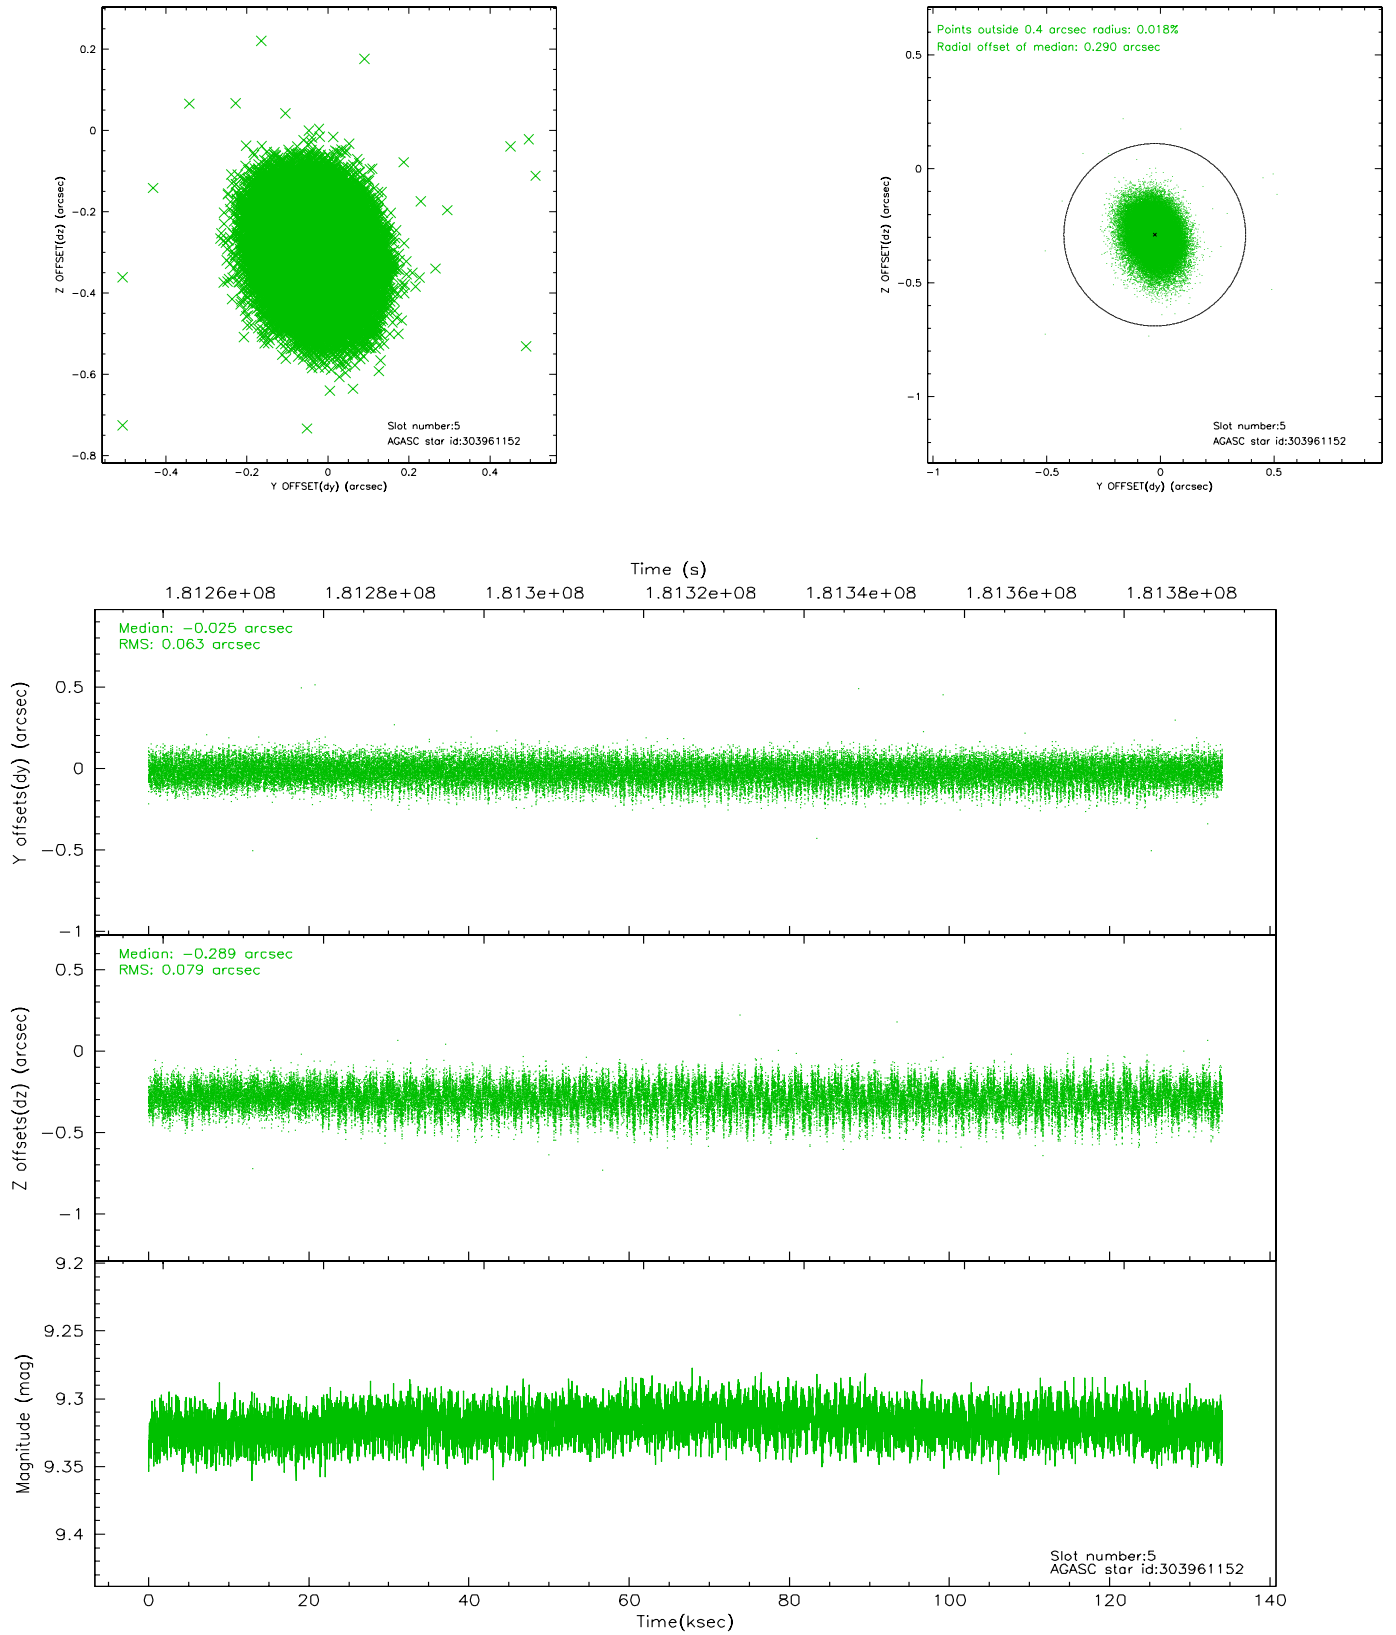 0.2
0
−0.2
−0.4
−0.6
−0.8
Z OFFSET(dz) (arcsec)
−0.4
−0.2
0
0.2
0.4
Y OFFSET(dy) (arcsec)
Slot number:5
AGASC star id:303961152
Points outside 0.4 arcsec radius: 0.018%
Radial offset of median: 0.290 arcsec
0.5
0
−0.5
−1
Z OFFSET(dz) (arcsec)
−1
−0.5
0
0.5
Y OFFSET(dy) (arcsec)
Slot number:5
AGASC star id:303961152
Time (s)
1.8126e+08
1.8128e+08
1.813e+08
1.8132e+08
1.8134e+08
1.8136e+08
1.8138e+08
Median: −0.025 arcsec
RMS: 0.063 arcsec
0.5
0
−0.5
−1
Y offsets(dy) (arcsec)
Median: −0.289 arcsec
RMS: 0.079 arcsec
0.5
0
−0.5
−1
Z offsets(dz) (arcsec)
9.2
9.25
9.3
9.35
9.4
Magnitude (mag)
Slot number:5
AGASC star id:303961152
0
20
40
60
80
100
120
140
Time(ksec)